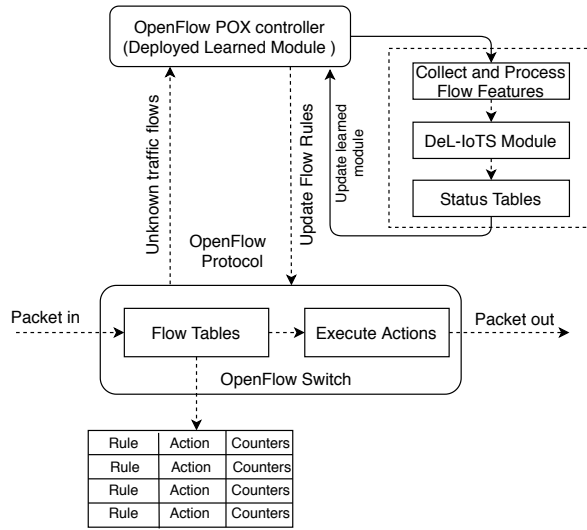 OpenFlow POX controller
(Deployed Learned Module )
Collect and Process
Flow Features
DeL-IoTS Module
Status Tables
Unknown traffic flows
Update Flow Rules
Update learned
module
OpenFlow
Protocol
Packet in
Flow Tables
Execute Actions
Packet out
OpenFlow Switch
Rule Action Counters
Rule Action Counters
Rule Action Counters
Rule Action Counters